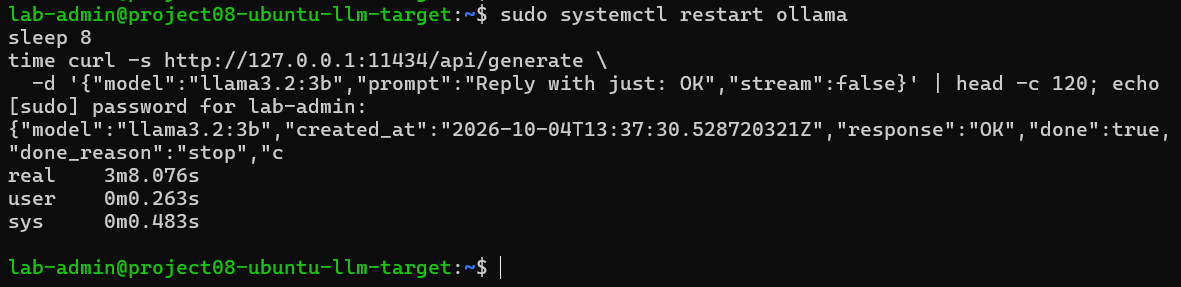 lab-admin@project08-ubuntu-llm-target:~$ sudo systemctl restart ollama
sleep 8
time curl -s http://127.0.0.1:11434/api/generate \
  -d '{"model":"llama3.2:3b","prompt":"Reply with just: OK","stream":false}' | head -c 120; echo
[sudo] password for lab-admin:
{"model":"llama3.2:3b","created_at":"2026-10-04T13:37:30.528720321Z","response":"OK","done":true,
"done_reason":"stop","c
real    3m8.076s
user    0m0.263s
sys     0m0.483s
lab-admin@project08-ubuntu-llm-target:~$